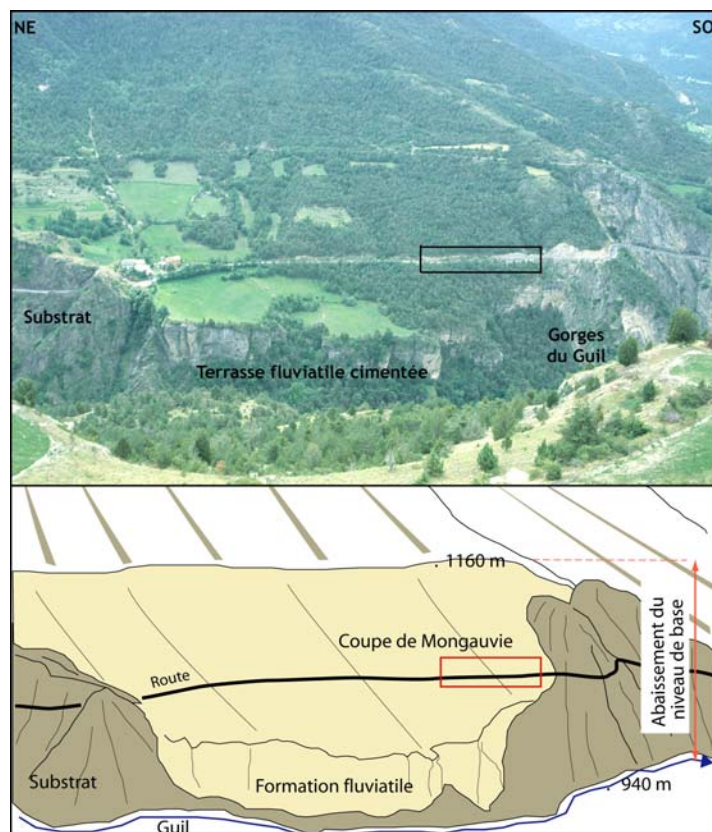 NE
SO
Substrat
Gorges
du Guil
Terrasse fluviatile cimentée
. 1160 m
Coupe de Mongauvie
Route
Abaissement du
niveau de base
Substrat
Formation fluviatile
. 940 m
Guil